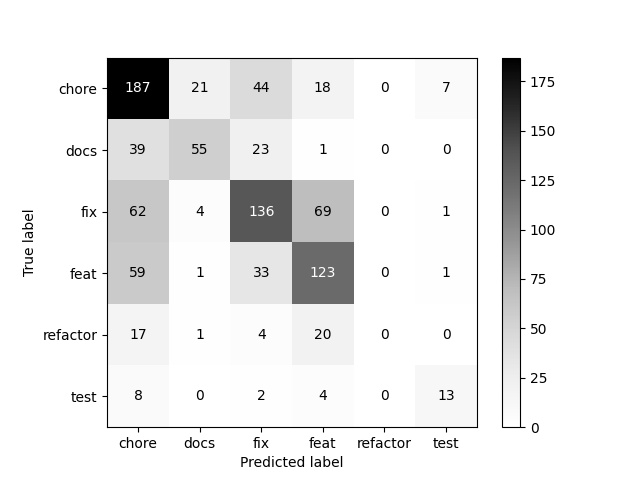 chore 187 21 44 18 0 7
docs 39 55 23 1 0 0
fix 62 4 136 69 0 1
feat 59 1 33 123 0 1
refactor 17 1 4 20 0 0
test 8 0 2 4 0 13
chore docs fix feat refactor test
Predicted label
True label
175
150
125
100
75
50
25
0